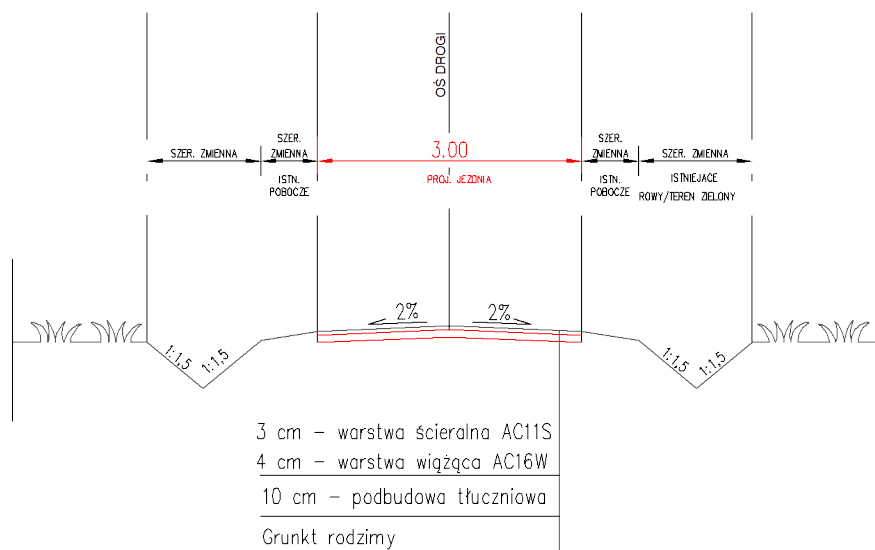 OŚ DROGI
SZER. ZMIENNA
SZER.
ZMIENNA
3.00
SZER.
ZMIENNA
SZER. ZMIENNA
ISTN.
POBOCZE
PROJ. JEZDNIA
ISTN.
POBOCZE
ISTNIEJACE
ROWY/TEREN ZIELONY
2%
2%
1:1,5
1:1,5
1:1,5
1:1,5
3 cm – warstwa ścieralna AC11S
4 cm – warstwa wiążąca AC16W
10 cm – podbudowa tłuczniowa
Grunkt rodzimy